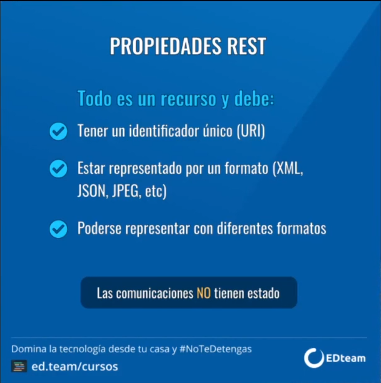 PROPIEDADES REST
Todo es un recurso y debe:
Tener un identificador único (URI)
Estar representado por un formato (XML,
JSON, JPEG, etc)
Poderse representar con diferentes formatos
Las comunicaciones NO tienen estado
Domina la tecnología desde tu casa y #NoTeDetengas
ed.team/cursos
EDteam